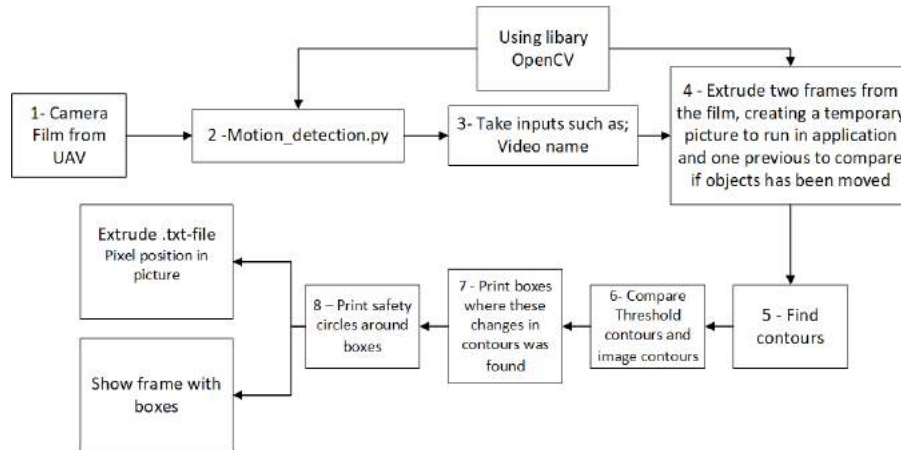 Using libary
OpenCV
1- Camera
Film from
UAV
2 -Motion_detection.py
3- Take inputs such as;
Video name
4 - Extrude two frames from
the film, creating a temporary
picture to run in application
and one previous to compare
if objects has been moved
5 - Find
contours
6- Compare
Threshold
contours and
image contours
7 - Print boxes
where these
changes in
contours was
found
8 – Print safety
circles around
boxes
Extrude .txt-file
Pixel position in
picture
Show frame with
boxes